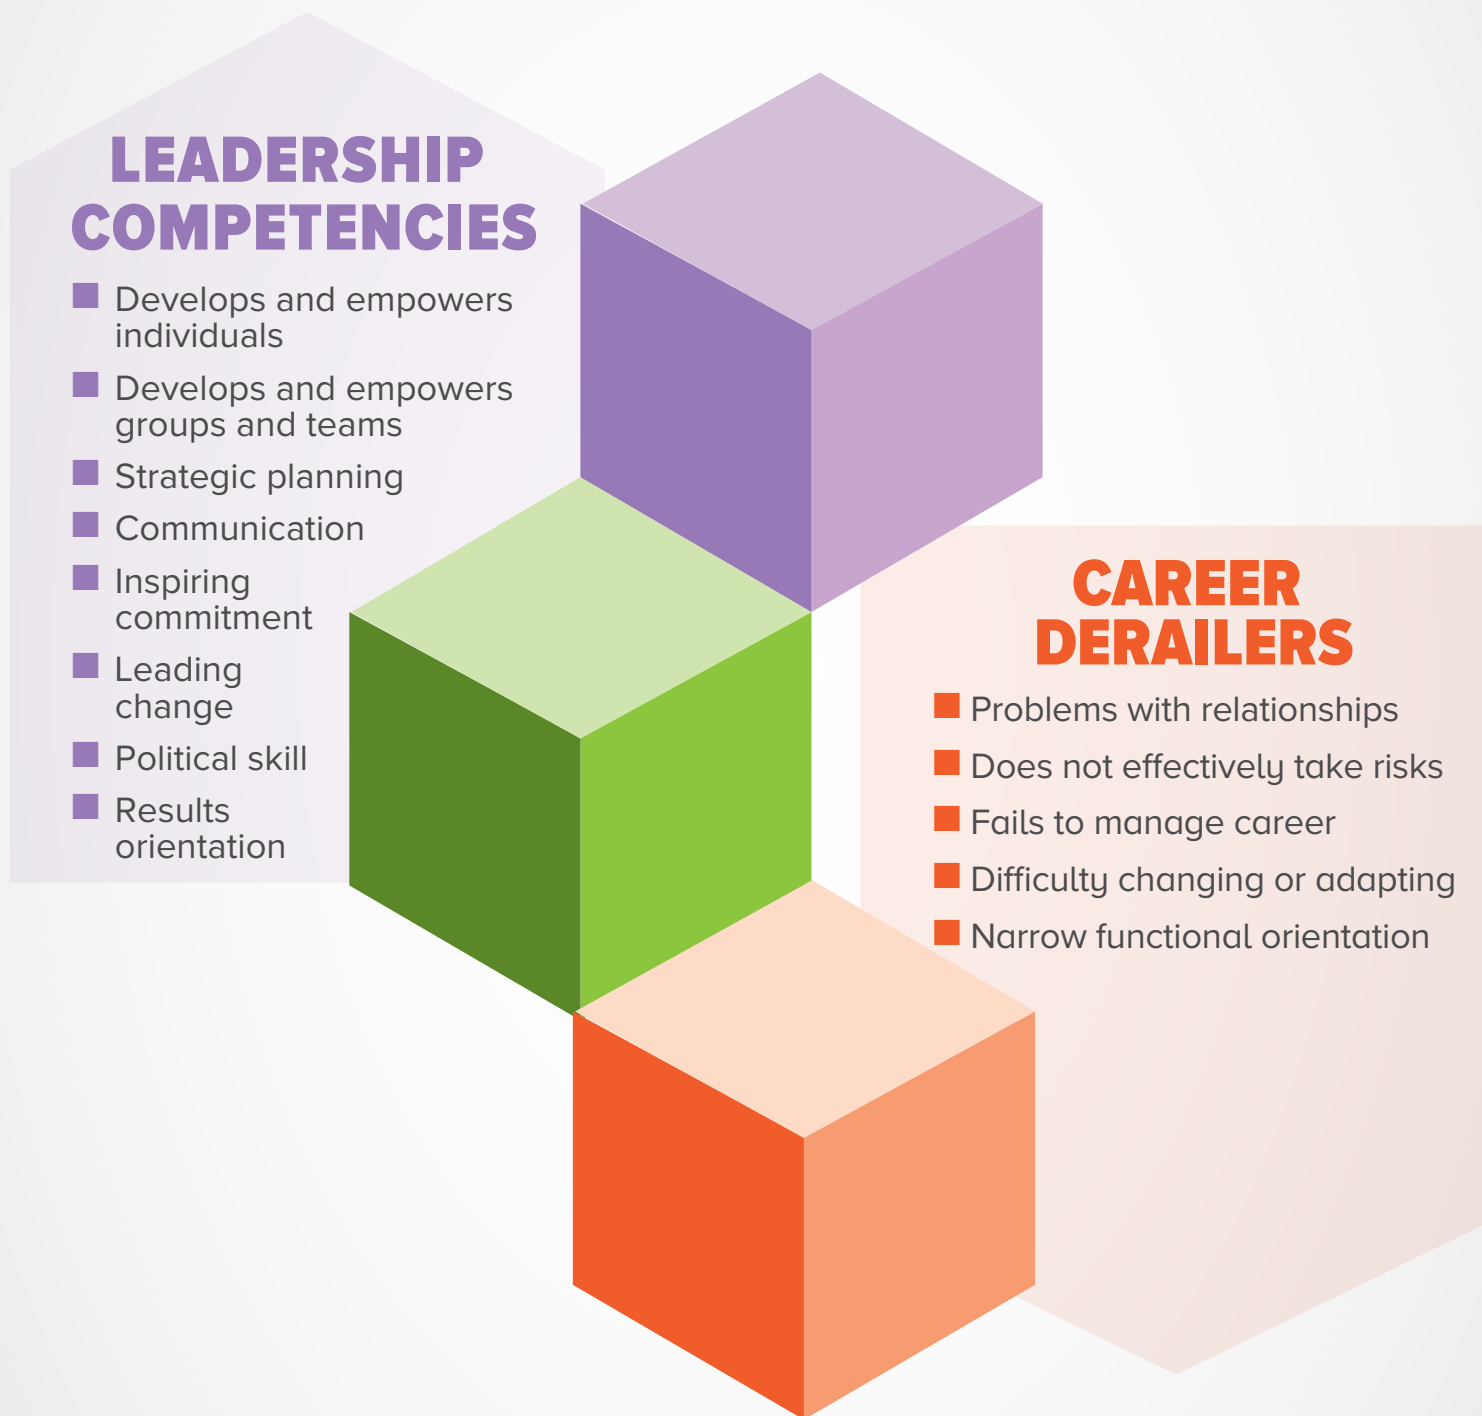 LEADERSHIP
COMPETENCIES
Develops and empowers
individuals
Develops and empowers
groups and teams
Strategic planning
Communication
Inspiring
commitment
Leading
change
Political skill
Results
orientation
CAREER
DERAILERS
Problems with relationships
Does not effectively take risks
Fails to manage career
Difficulty changing or adapting
Narrow functional orientation